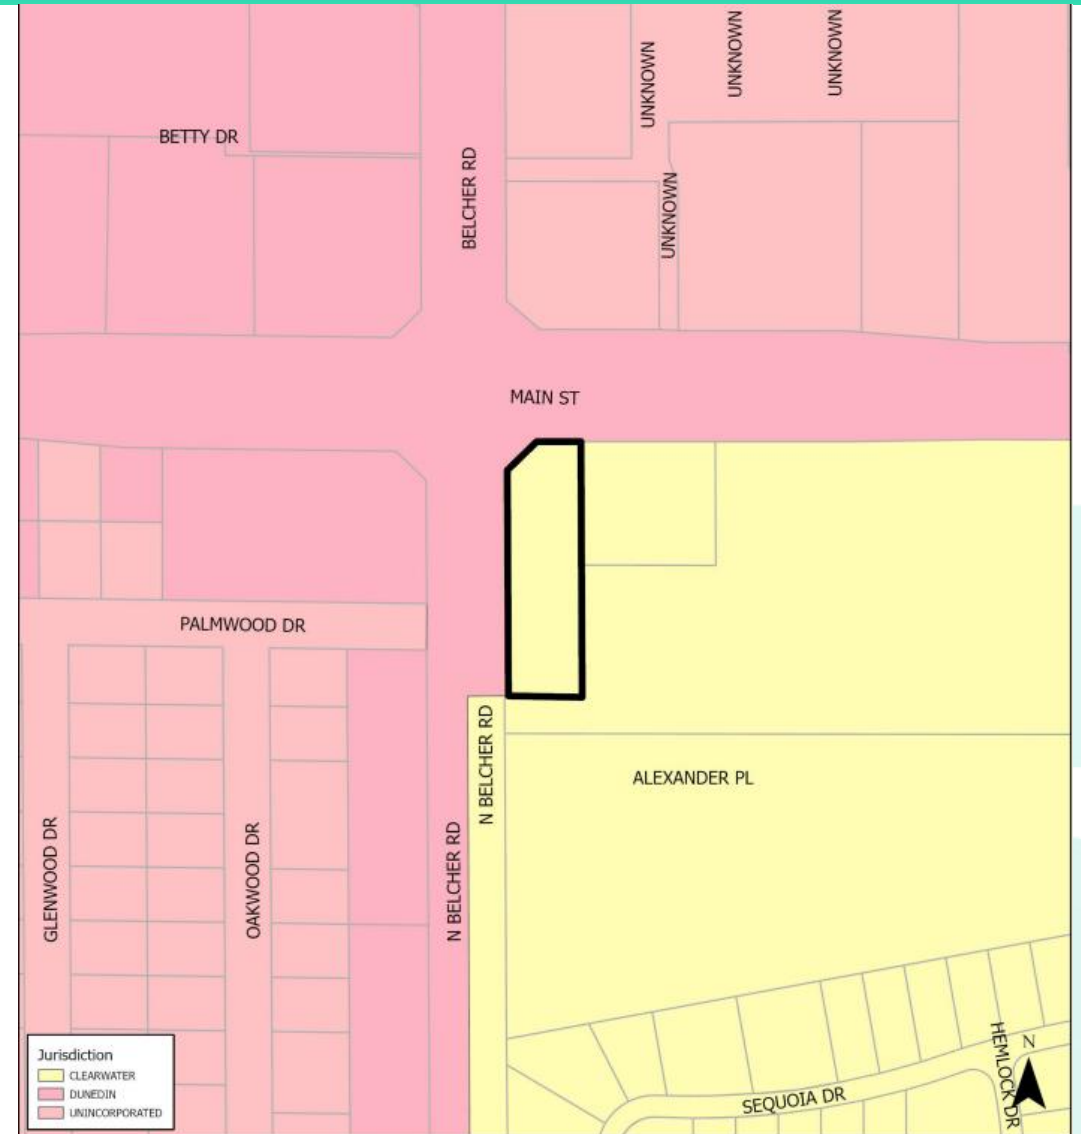 UNKNOWN
UNKNOWN
UNKNOWN
BETTY DR
BELCHER RD
UNKNOWN
MAIN ST
PALMWOOD DR
N BELCHER RD
ALEXANDER PL
GLENWOOD DR
OAKWOOD DR
N BELCHER RD
HEMLOCK DR
N
SEQUOIA DR
Jurisdiction
CLEARWATER
DUNEDIN
UNINCORPORATED